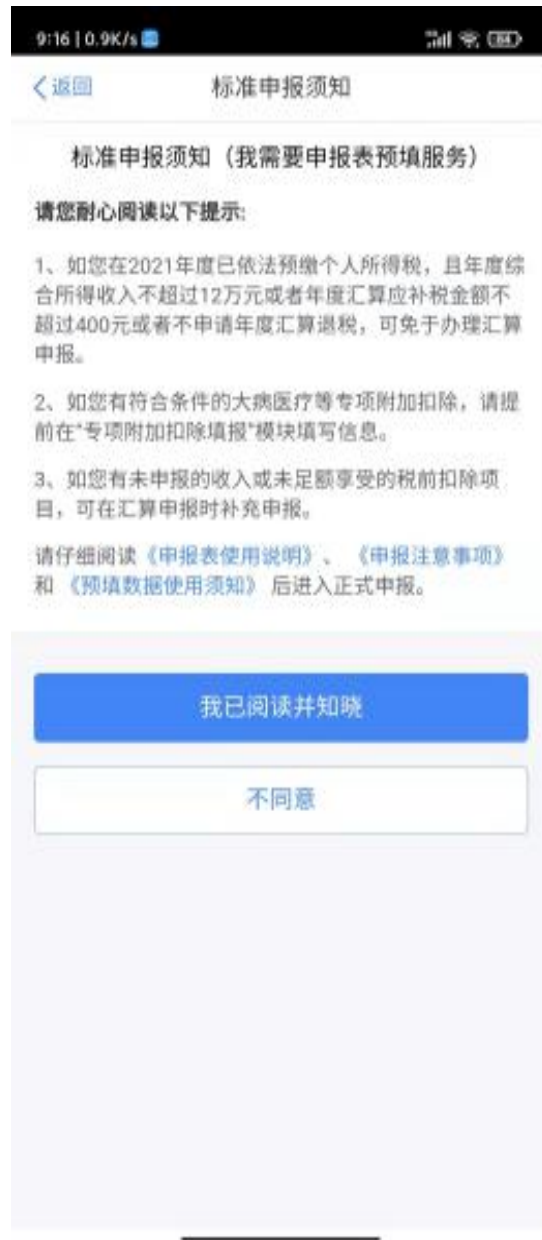 9:16 | 0.9K/s
64
返回
标准申报须知
标准申报须知（我需要申报表预填服务）
请您耐心阅读以下提示:
1、如您在2021年度已依法预缴个人所得税，且年度综
合所得收入不超过12万元或者年度汇算应补税金额不
超过400元或者不申请年度汇算退税，可免于办理汇算
申报。
2、如您有符合条件的大病医疗等专项附加扣除，请提
前在“专项附加扣除填报”模块填写信息。
3、如您有未申报的收入或未足额享受的税前扣除项
目，可在汇算申报时补充申报。
请仔细阅读《申报表使用说明》、《申报注意事项》
和《预填数据使用须知》后进入正式申报。
我已阅读并知晓
不同意